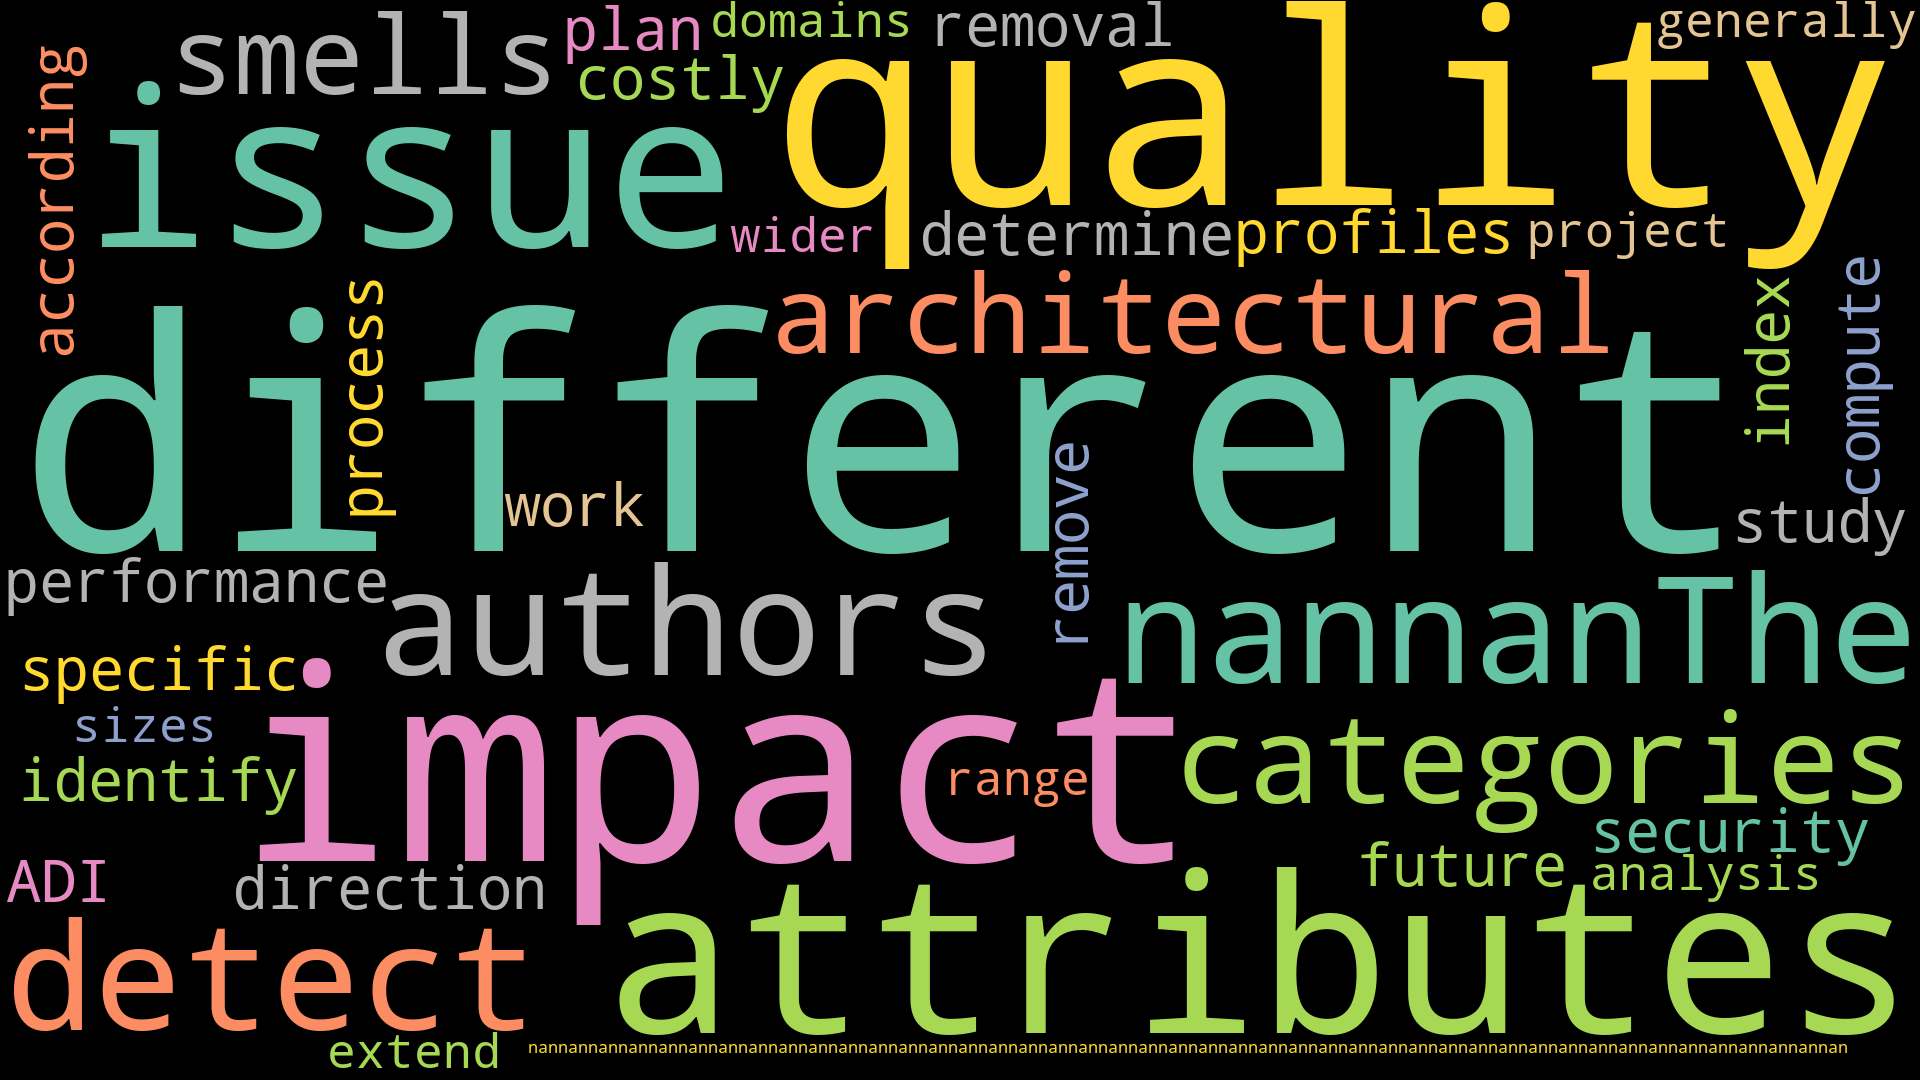 smells
plan
domains
removal
generally
costly
quality
issue
according
wider
determine
profiles
project
architectural
index
compute
process
different
work
remove
study
performance
authors
nannanThe
specific
sizes
identify
impact
range
categories
security
future
analysis
ADI
direction
detect
attributes
extend
nannannannannannannannannannannannannannannannannannannannannannannannannannannannannannannannannannannannannannannannannannannannannan